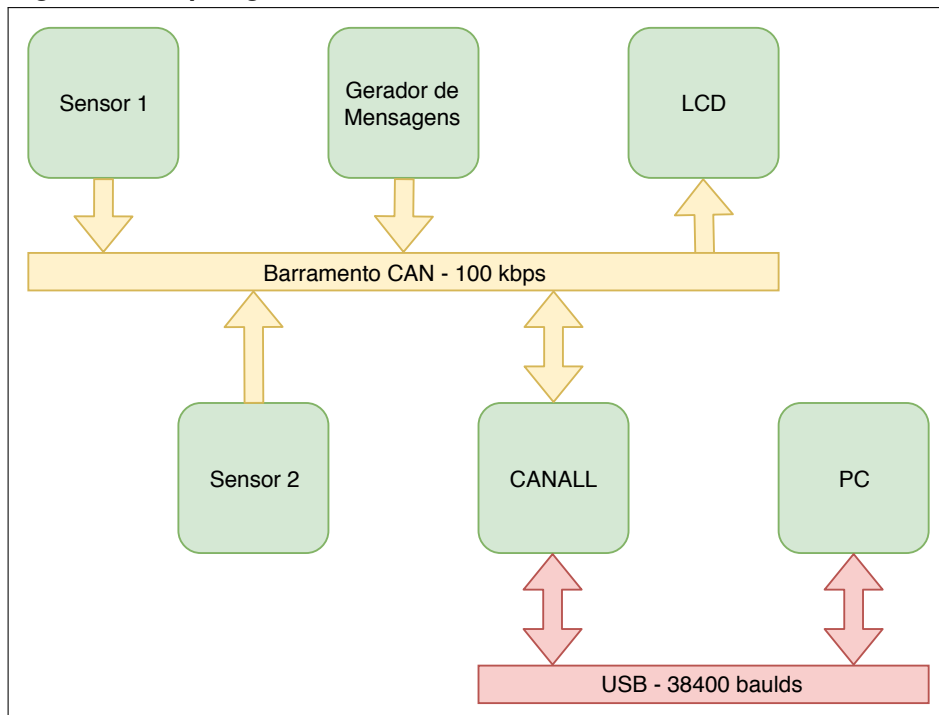 Sensor 1
Gerador de
Mensagens
LCD
Barramento CAN - 100 kbps
Sensor 2
CANALL
PC
USB - 38400 baulds